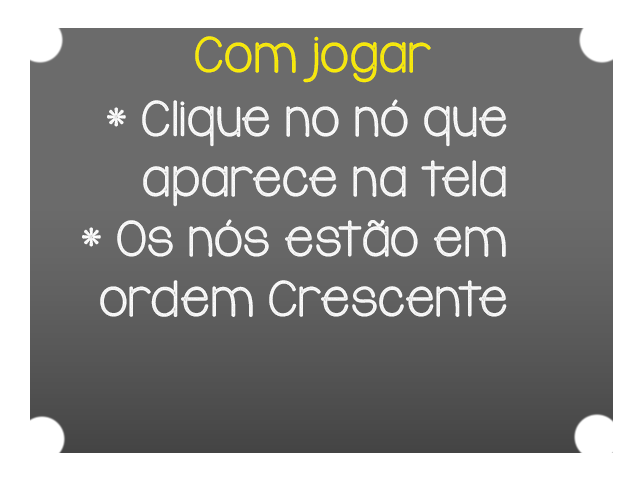 Com jogar
* Clique no nó que
aparece na tela
* Os nós estão em
ordem Crescente